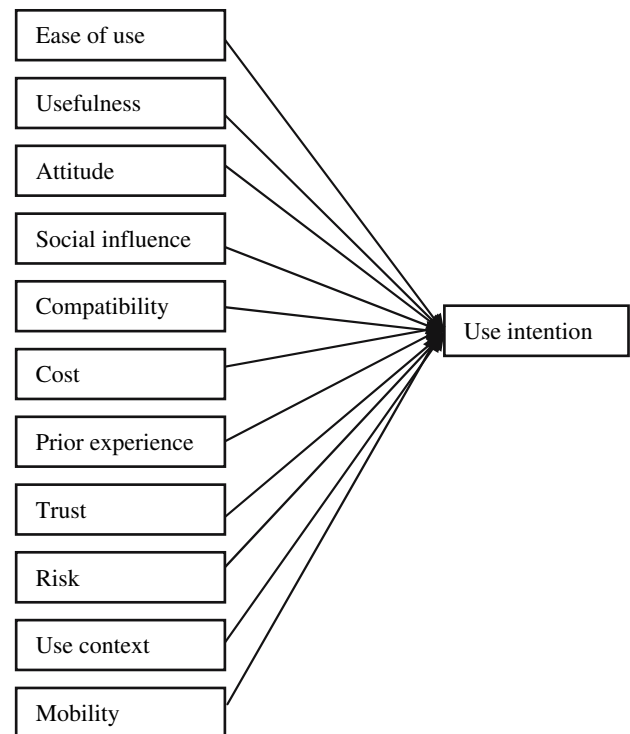 Ease of use
Usefulness
Attitude
Social influence
Compatibility
Use intention
Cost
Prior experience
Trust
Risk
Use context
Mobility